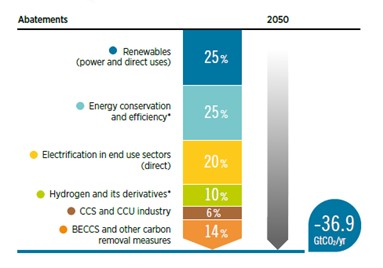 Abatements 2050
Renewables
(power and direct uses)
25%
Energy conservation
and efficiency*
25%
Electrification in end use sectors
(direct)
20%
Hydrogen and its derivatives* 10%
CCS and CCU industry 6%
BECCS and other carbon
removal measures
14%
-36.9
GtCO₂/yr